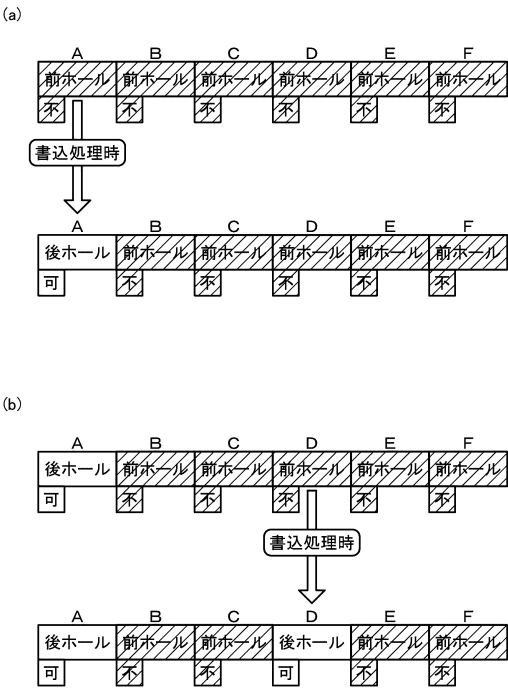 (a)
A B C D E F
前ホール 前ホール 前ホール 前ホール 前ホール 前ホール
不 不 不 不 不 不
書込処理時
A B C D E F
後ホール 前ホール 前ホール 前ホール 前ホール 前ホール
可 不 不 不 不 不
(b)
A B C D E F
後ホール 前ホール 前ホール 前ホール 前ホール 前ホール
可 不 不 不 不 不
書込処理時
A B C D E F
後ホール 前ホール 前ホール 後ホール 前ホール 前ホール
可 不 不 可 不 不